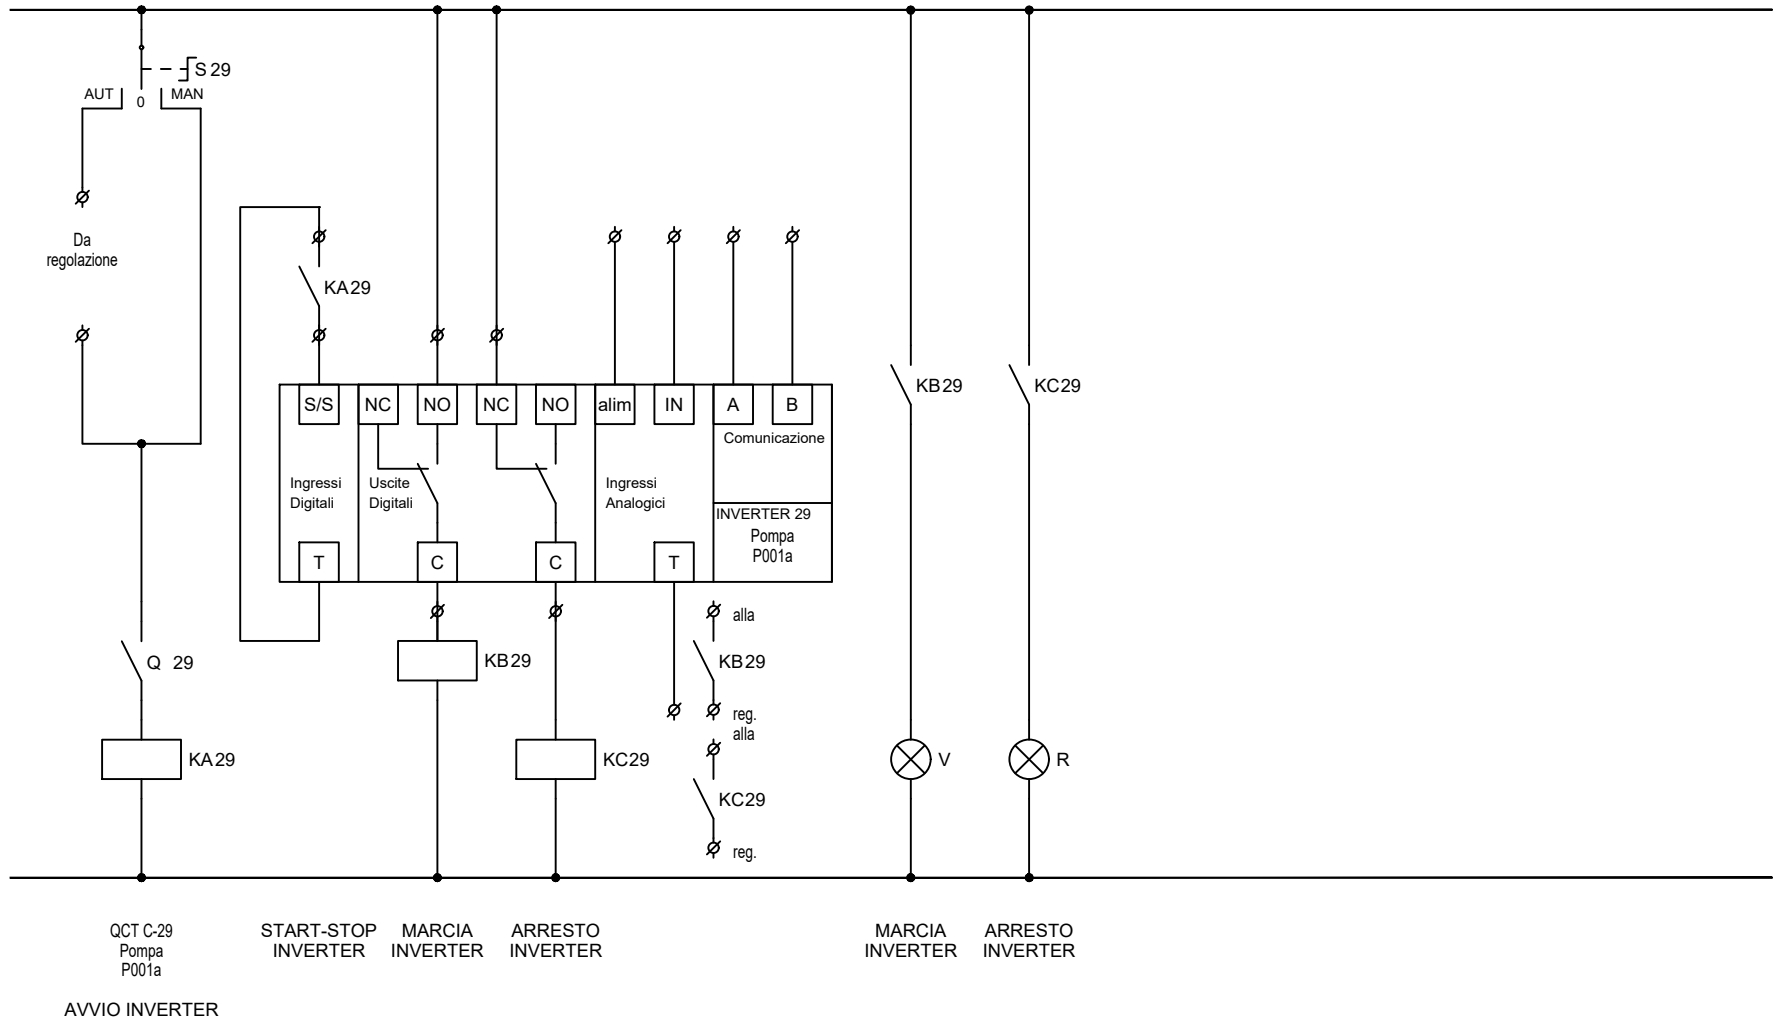 S 29
AUT
0
MAN
Da
regolazione
KA29
KB29
KC29
S/S
NC
NO
NC
NO
alim
IN
A
B
Comunicazione
Ingressi
Digitali
Uscite
Digitali
Ingressi
Analogici
INVERTER 29
Pompa
P001a
T
C
C
T
alla
KB29
reg.
alla
KC29
reg.
Q 29
KA29
KB29
KC29
V
R
QCT C-29
Pompa
P001a
AVVIO INVERTER
START-STOP
INVERTER
MARCIA
INVERTER
ARRESTO
INVERTER
MARCIA
INVERTER
ARRESTO
INVERTER